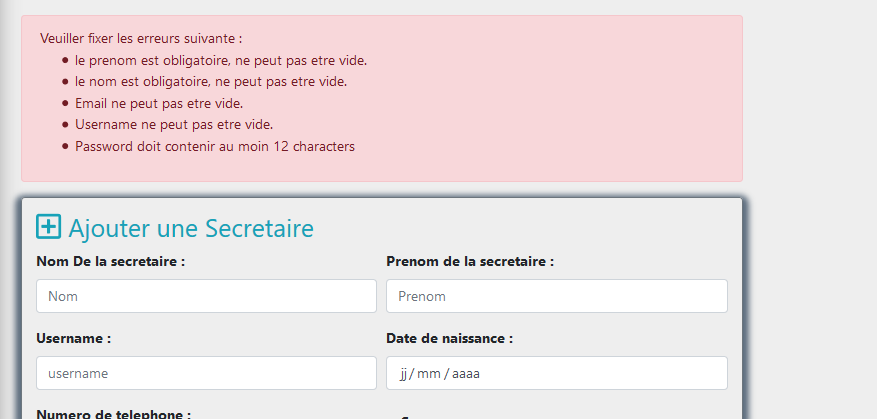 Veuiller fixer les erreurs suivante :
le prenom est obligatoire, ne peut pas etre vide.
le nom est obligatoire, ne peut pas etre vide.
Email ne peut pas etre vide.
Username ne peut pas etre vide.
Password doit contenir au moin 12 characters
Ajouter une Secretaire
Nom De la secretaire : Prenom de la secretaire :
Nom Prenom
Username : Date de naissance :
username jj/mm/aaaa
Numero de telephone :